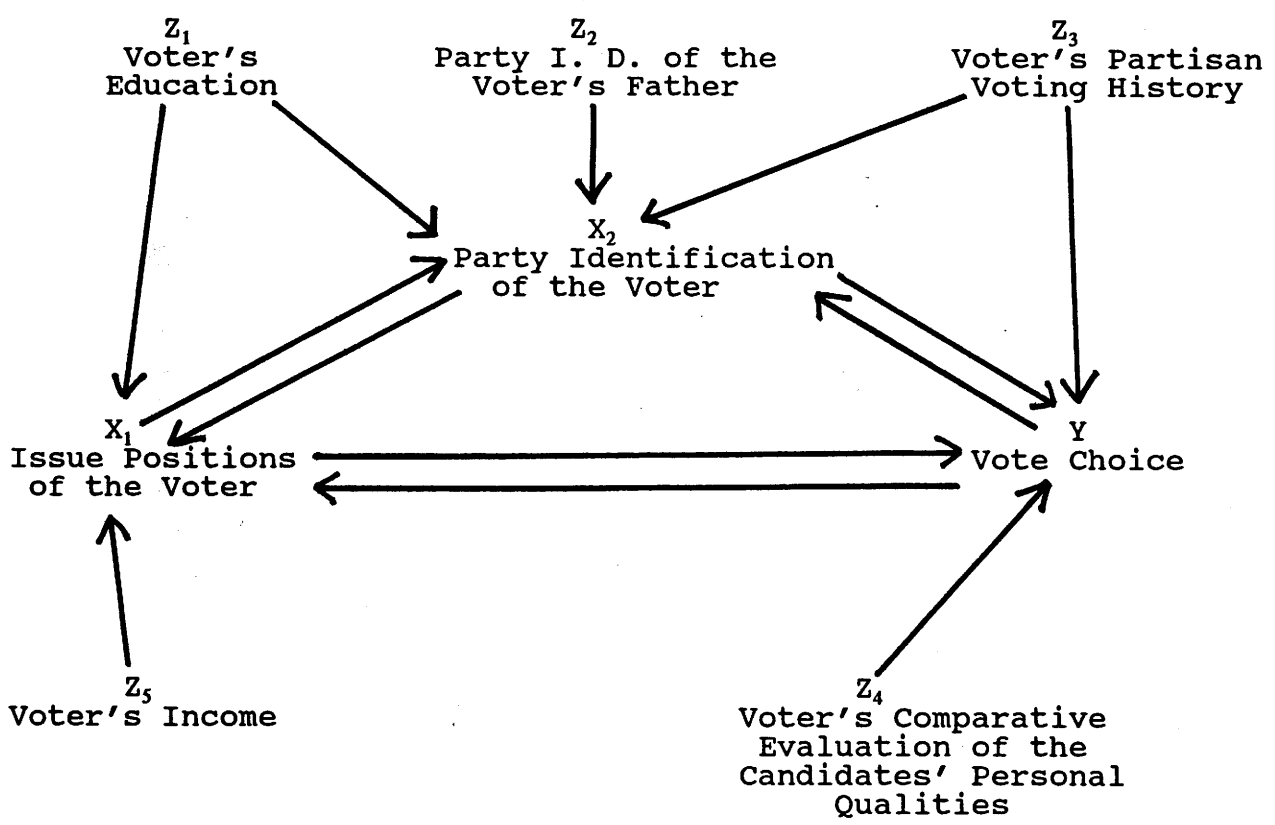 Z₁
Voter's
Education
Z₂
Party I. D. of the
Voter's Father
Z₃
Voter's Partisan
Voting History
X₂
Party Identification
of the Voter
X₁
Issue Positions
of the Voter
Y
Vote Choice
Z₅
Voter's Income
Z₄
Voter's Comparative
Evaluation of the
Candidates' Personal
Qualities